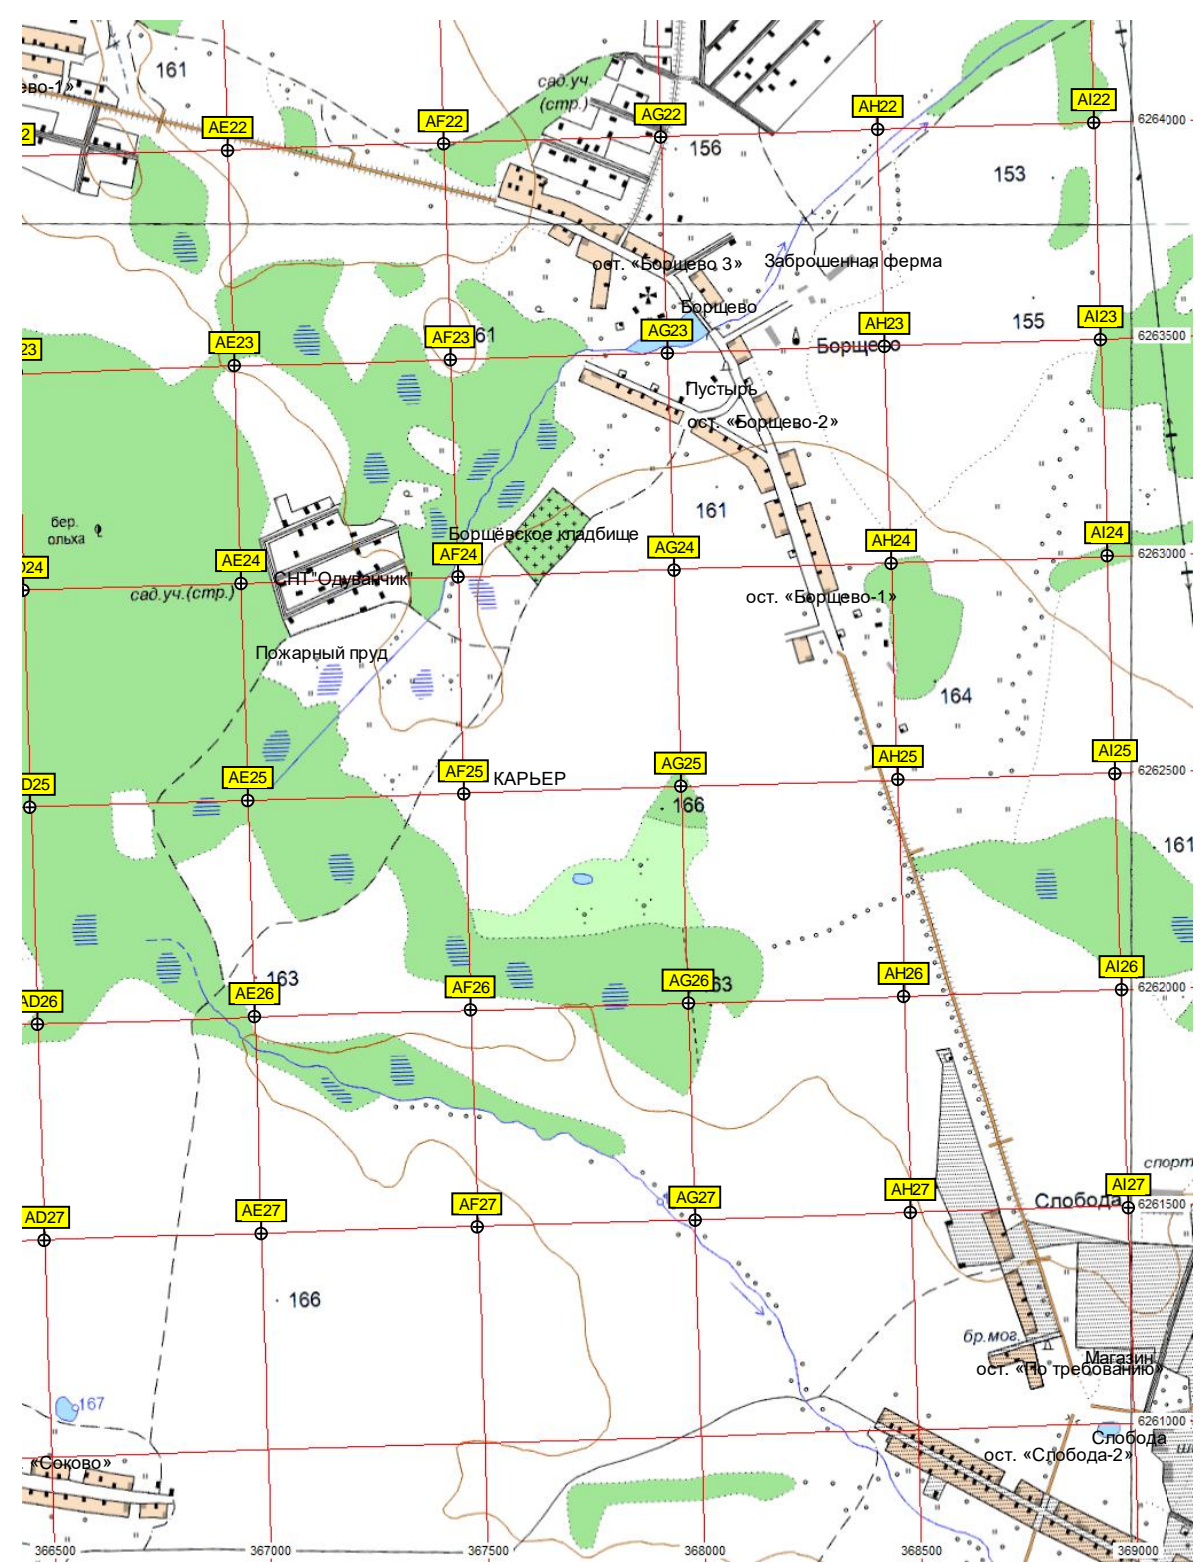 161
ево-1»
сад.уч.
(стр.)
AE22
AF22
AG22
AH22
AI22
6264000
156
153
ост. «Борщево 3»
Заброшенная ферма
Борщево
155
AE23
AF23
61
AG23
AH23
AI23
6263500
23
Борщево
Пустырь
ост. «Борщево-2»
161
бер.
ольха
Борщёвское кладбище
AE24
AF24
AG24
AH24
AI24
6263000
D24
СНТ"Одуванчик"
сад.уч.(стр.)
ост. «Борщево-1»
Пожарный пруд
164
D25
AE25
AF25
КАРЬЕР
AG25
AH25
AI25
6262500
166
161
163
AD26
AE26
AF26
AG26
63
AH26
AI26
6262000
спорт
AD27
AE27
AF27
AG27
AH27
AI27
Слобода
6261500
166
бр.мог.
Магазин
ост. «По требованию»
167
6261000
Слобода
ост. «Слобода-2»
«Соково»
366500
367000
367500
368000
368500
369000